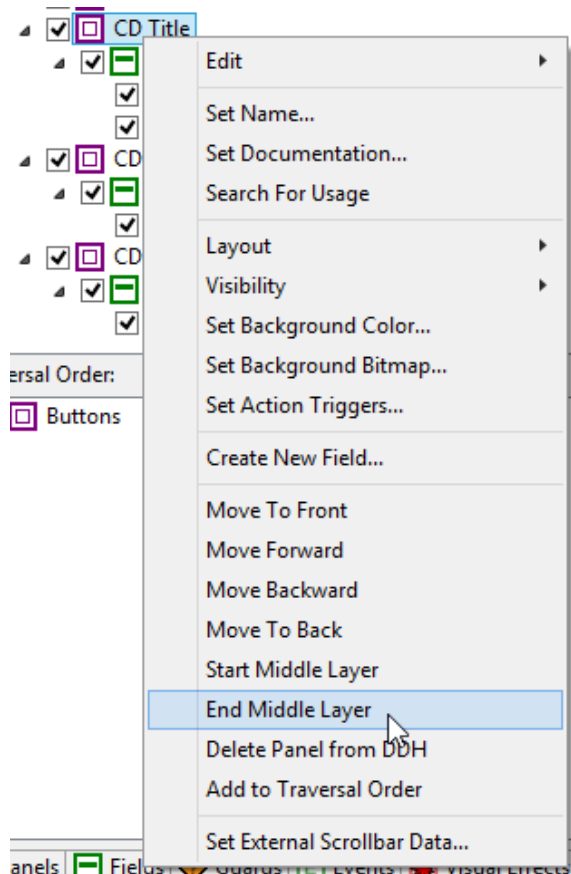 CD Title
Edit
Set Name...
Set Documentation...
CD
Search For Usage
Layout
CD
Visibility
Set Background Color...
Set Background Bitmap...
ersal Order:
Set Action Triggers...
Buttons
Create New Field...
Move To Front
Move Forward
Move Backward
Move To Back
Start Middle Layer
End Middle Layer
Delete Panel from DDH
Add to Traversal Order
Set External Scrollbar Data...
anels Fields Guards Events Visual Effects